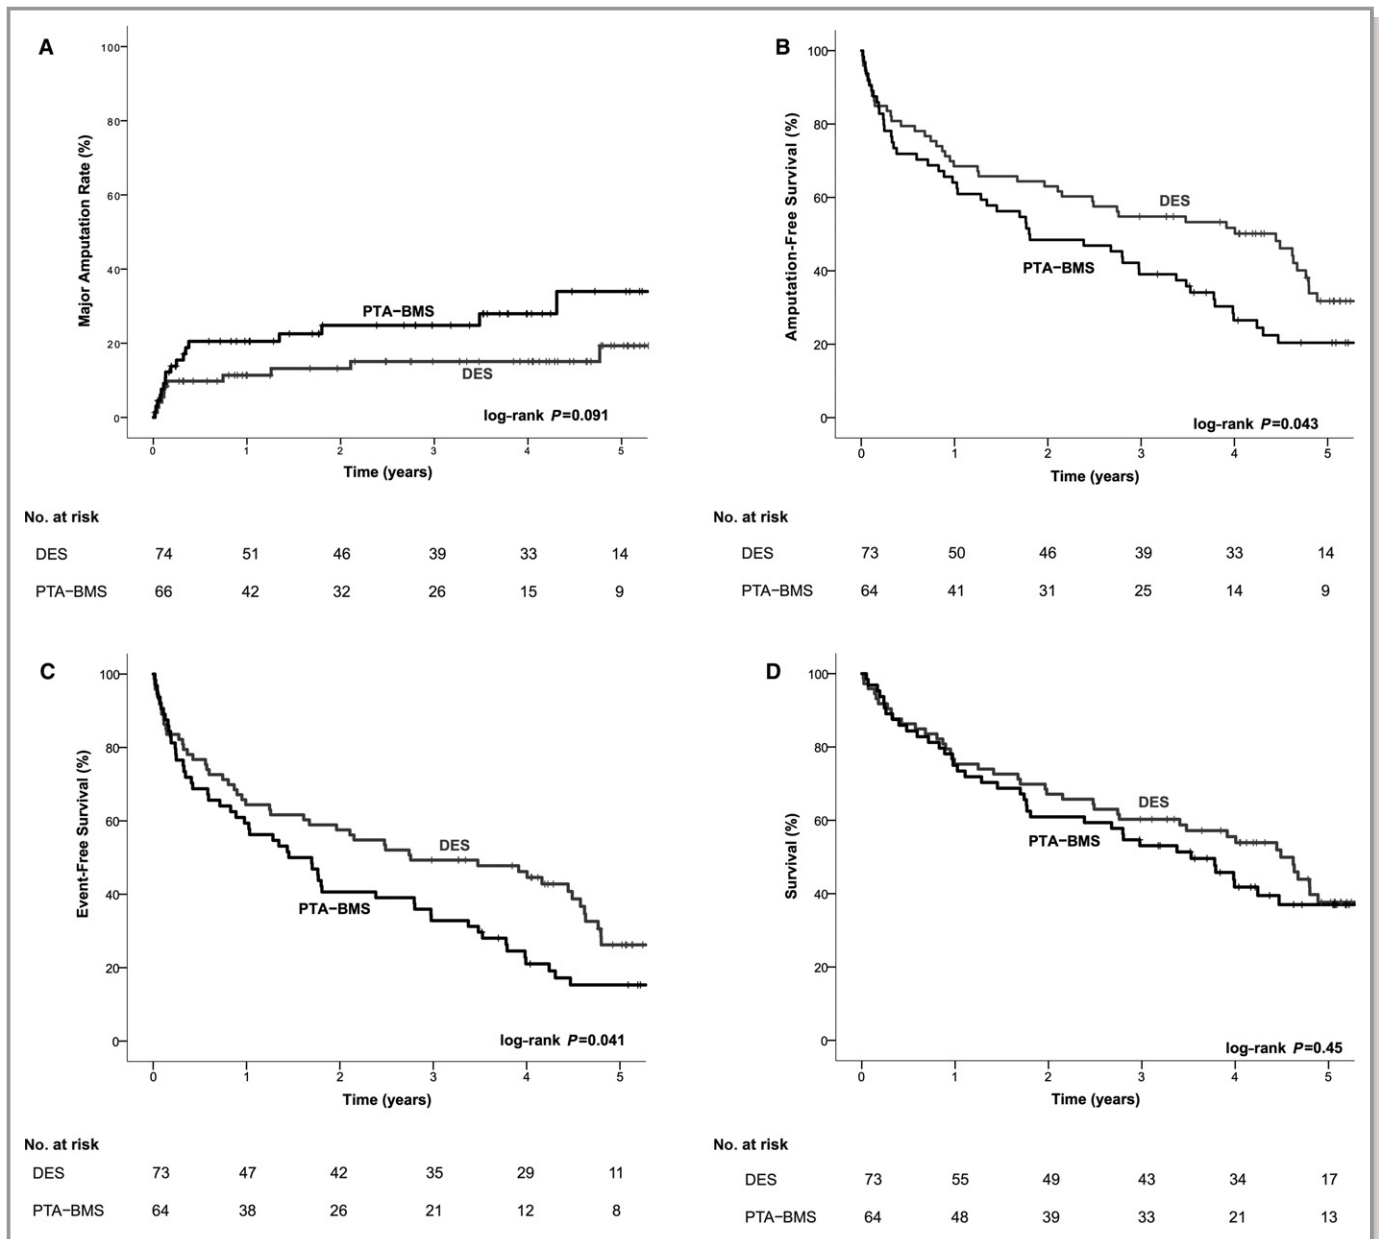 A
Major Amputation Rate (%)
100
80
60
40
20
0
PTA−BMS
DES
log-rank P=0.091
0 1 2 3 4 5
Time (years)
No. at risk
DES 74 51 46 39 33 14
PTA−BMS 66 42 32 26 15 9
B
Amputation-Free Survival (%)
100
80
60
40
20
0
DES
PTA−BMS
log-rank P=0.043
0 1 2 3 4 5
Time (years)
No. at risk
DES 73 50 46 39 33 14
PTA−BMS 64 41 31 25 14 9
C
Event-Free Survival (%)
100
80
60
40
20
0
DES
PTA−BMS
log-rank P=0.041
0 1 2 3 4 5
Time (years)
No. at risk
DES 73 47 42 35 29 11
PTA−BMS 64 38 26 21 12 8
D
Survival (%)
100
80
60
40
20
0
DES
PTA−BMS
log-rank P=0.45
0 1 2 3 4 5
Time (years)
No. at risk
DES 73 55 49 43 34 17
PTA−BMS 64 48 39 33 21 13